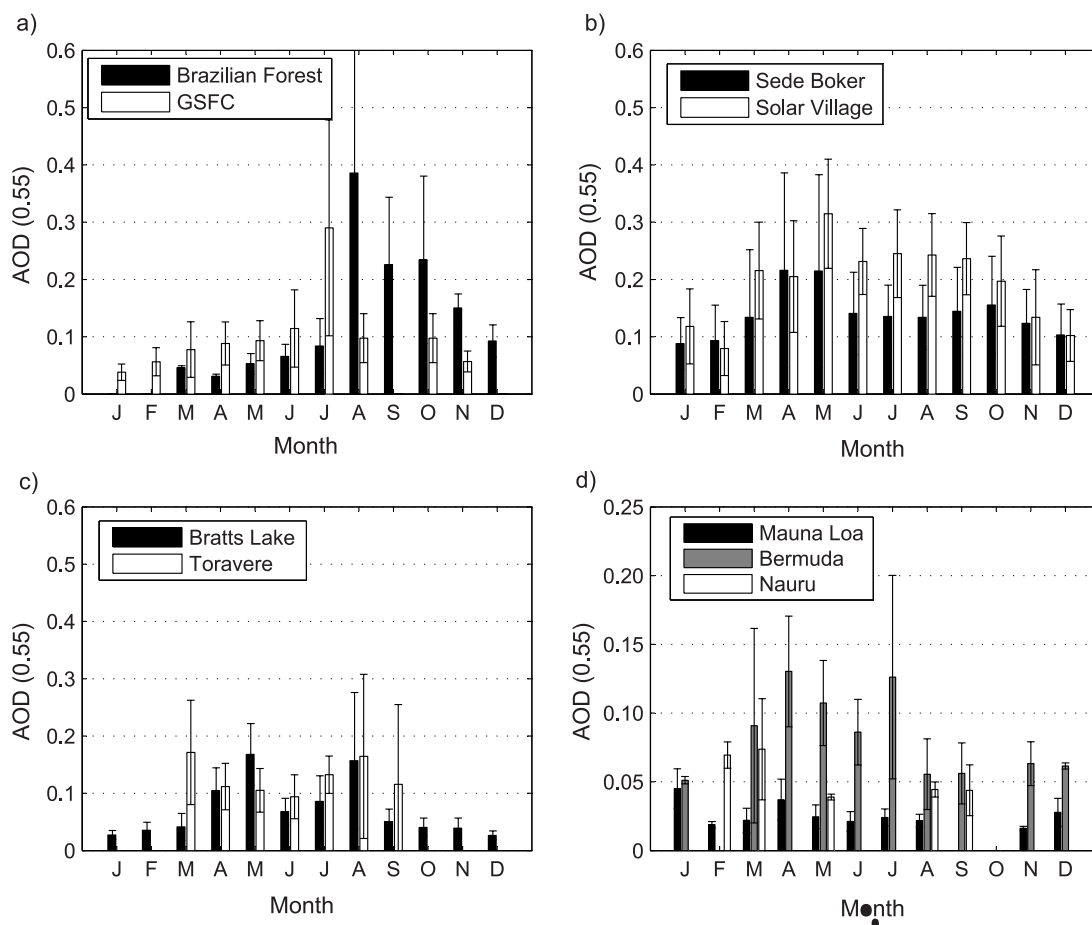 a)
0.6
0.5
0.4
0.3
0.2
0.1
0
AOD (0.55)
Brazilian Forest
GSFC
J F M A M J J A S O N D
Month
b)
0.6
0.5
0.4
0.3
0.2
0.1
0
AOD (0.55)
Sede Boker
Solar Village
J F M A M J J A S O N D
Month
c)
0.6
0.5
0.4
0.3
0.2
0.1
0
AOD (0.55)
Bratts Lake
Toravere
J F M A M J J A S O N D
Month
d)
0.25
0.20
0.15
0.10
0.05
0
AOD (0.55)
Mauna Loa
Bermuda
Nauru
J F M A M J J A S O N D
Month